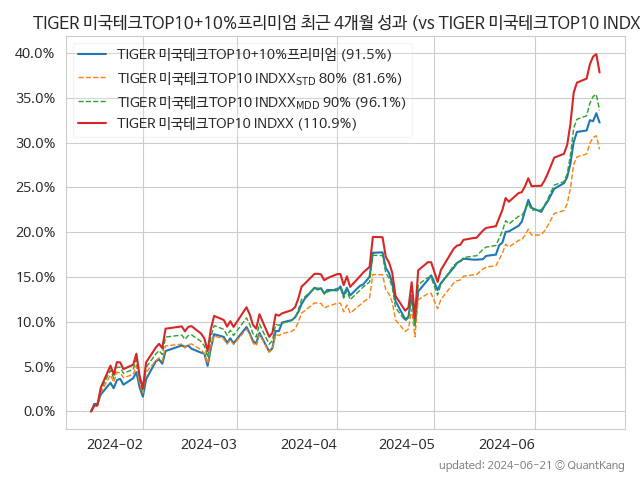 TIGER 미국테크TOP10+10%프리미엄 최근 4개월 성과 (vs TIGER 미국테크TOP10 INDX
40.0%
35.0%
30.0%
25.0%
20.0%
15.0%
10.0%
5.0%
0.0%
TIGER 미국테크TOP10+10%프리미엄 (91.5%)
TIGER 미국테크TOP10 INDXXSTD 80% (81.6%)
TIGER 미국테크TOP10 INDXXMDD 90% (96.1%)
TIGER 미국테크TOP10 INDXX (110.9%)
2024-02 2024-03 2024-04 2024-05 2024-06
updated: 2024-06-21 © QuantKang